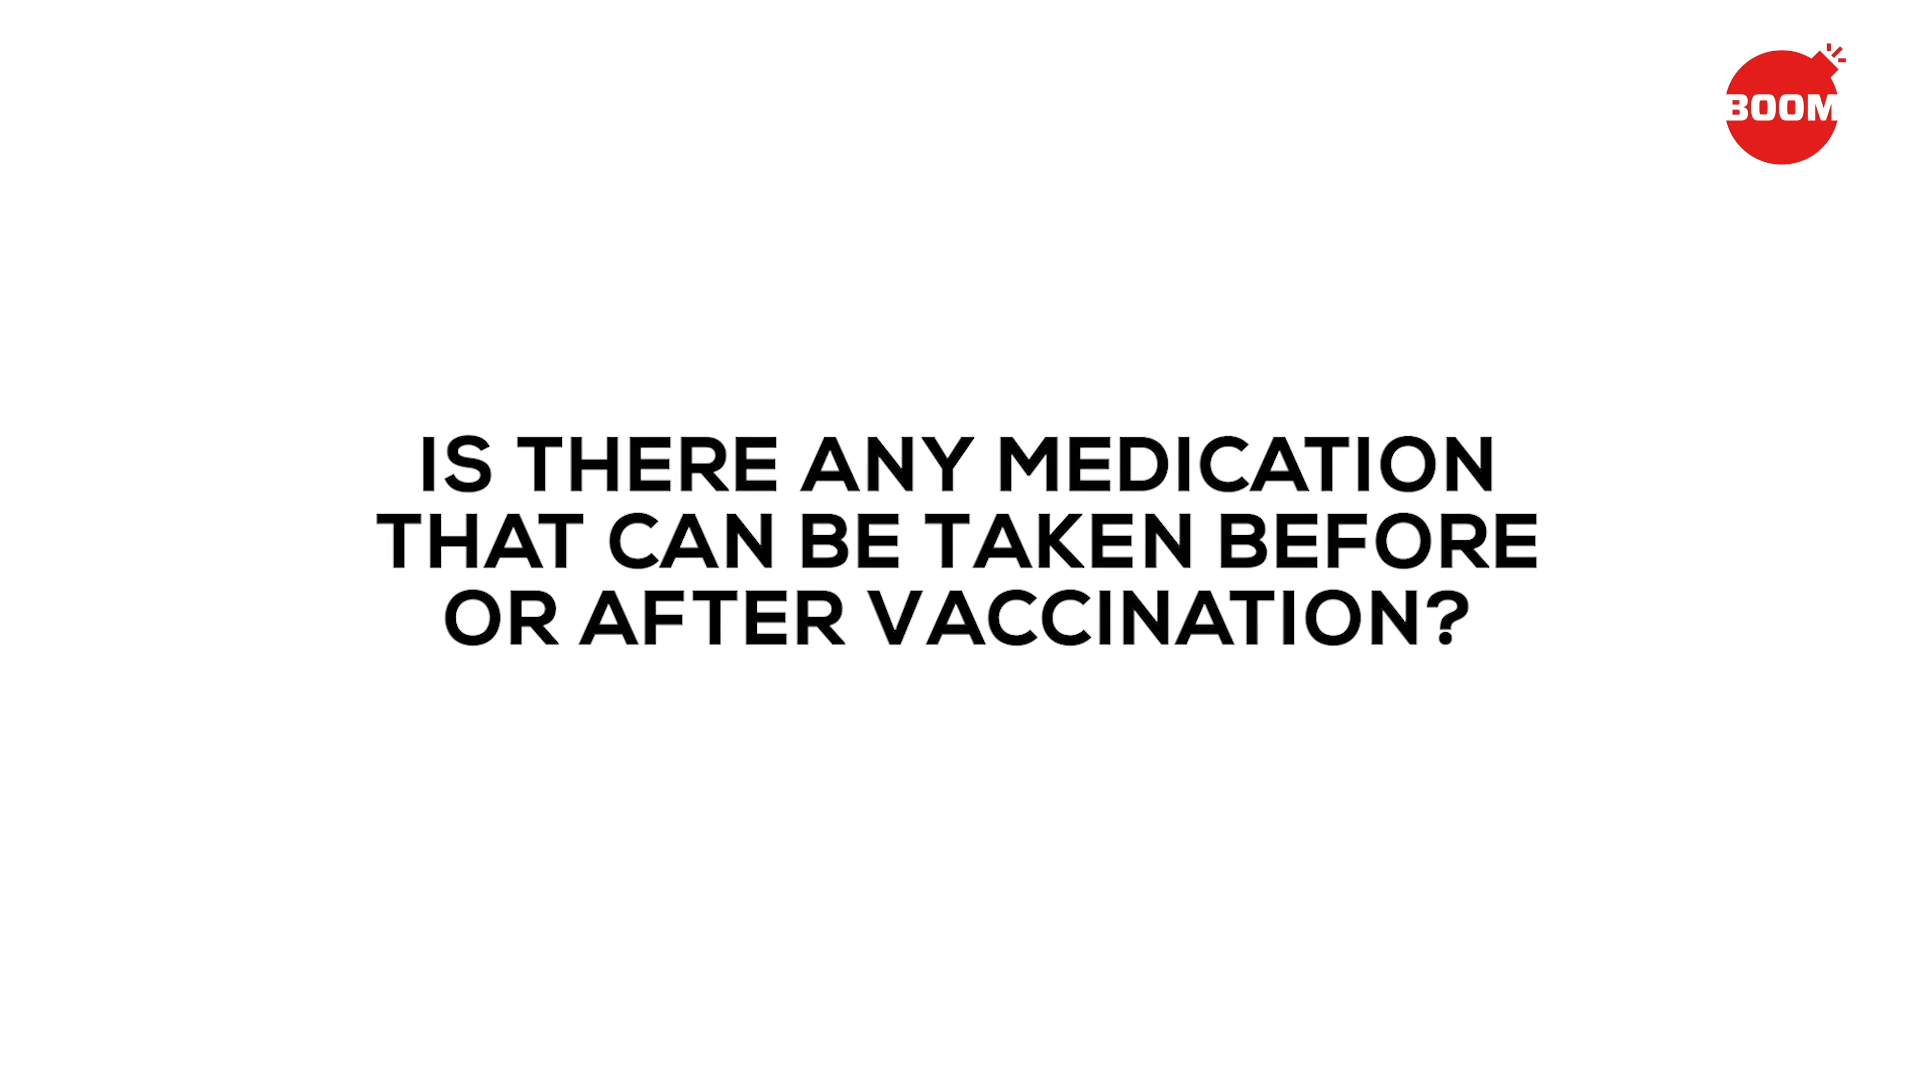 BOOM
IS THERE ANY MEDICATION
THAT CAN BE TAKEN BEFORE
OR AFTER VACCINATION?